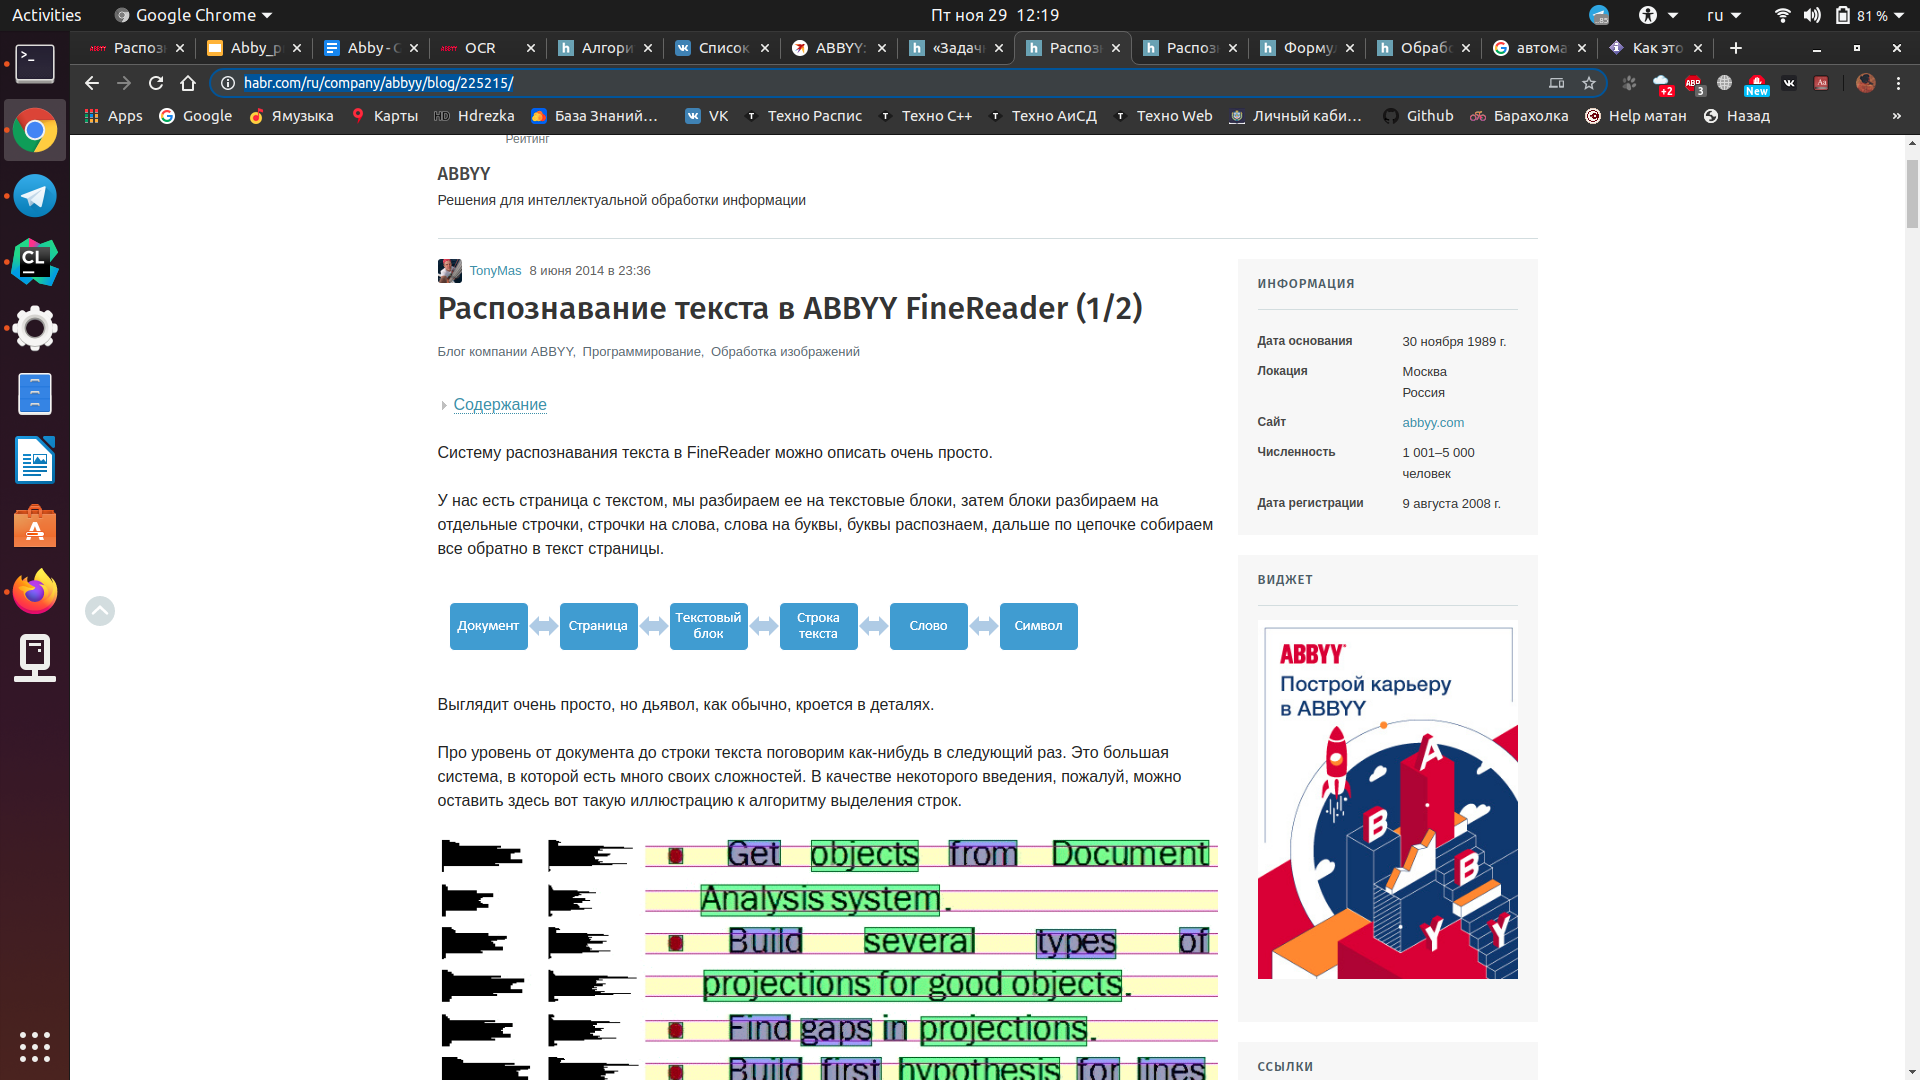 Activities
Google Chrome
Пт ноя 29 12:19
ru
81 %
Распоз
Abby_p
Abby - C
OCR
Алгори
Список
ABBYY:
«Задач
Распоз
Распоз
Форму
Обраб
автома
Как это
habr.com/ru/company/abbyy/blog/225215/
+2
3
New
Apps
Google
Ямузыка
Карты
Hdrezka
База Знаний…
VK
Техно Распис
Техно C++
Техно АиСД
Техно Web
Личный каби…
Github
Барахолка
Help матан
Назад
»
Рейтинг
ABBYY
Решения для интеллектуальной обработки информации
TonyMas 8 июня 2014 в 23:36
Распознавание текста в ABBYY FineReader (1/2)
Блог компании ABBYY, Программирование, Обработка изображений
Содержание
Систему распознавания текста в FineReader можно описать очень просто.
У нас есть страница с текстом, мы разбираем ее на текстовые блоки, затем блоки разбираем на
отдельные строчки, строчки на слова, слова на буквы, буквы распознаем, дальше по цепочке собираем
все обратно в текст страницы.
Документ
Страница
Текстовый
блок
Строка
текста
Слово
Символ
Выглядит очень просто, но дьявол, как обычно, кроется в деталях.
Про уровень от документа до строки текста поговорим как-нибудь в следующий раз. Это большая
система, в которой есть много своих сложностей. В качестве некоторого введения, пожалуй, можно
оставить здесь вот такую иллюстрацию к алгоритму выделения строк.
Get objects from Document
Analysis system.
Build several types of
projections for good objects.
Find gaps in projections.
Build first hypothesis for lines
ИНФОРМАЦИЯ
Дата основания 30 ноября 1989 г.
Локация Москва
Россия
Сайт abbyy.com
Численность 1 001–5 000
человек
Дата регистрации 9 августа 2008 г.
ВИДЖЕТ
ABBYY
Построй карьеру
в ABBYY
A
B
B
Y
Y
ССЫЛКИ